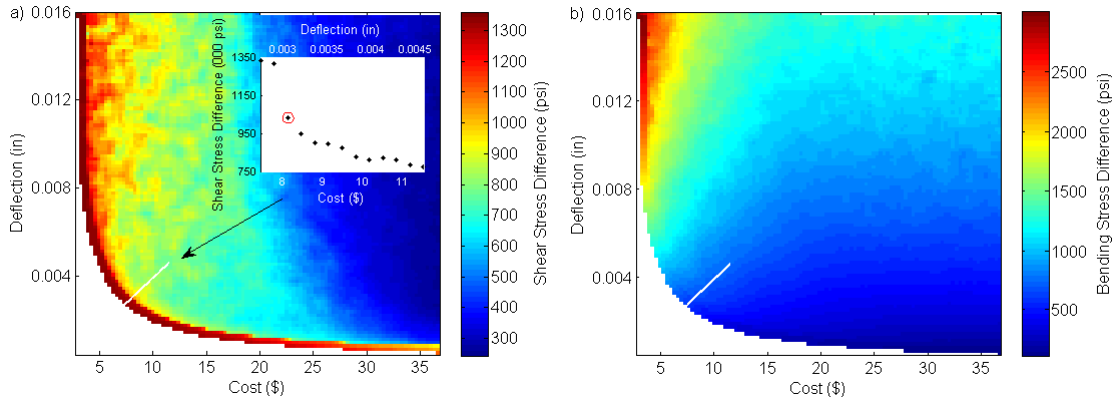 a)
0.016
0.012
0.008
0.004
Deflection (in)
5 10 15 20 25 30 35
Cost ($)
Deflection (in)
0.003 0.0035 0.004 0.0045
1350
1150
950
750
Shear Stress Difference (000 psi)
8 9 10 11
Cost ($)
1300
1200
1100
1000
900
800
700
600
500
400
300
Shear Stress Difference (psi)
b)
0.016
0.012
0.008
0.004
Deflection (in)
5 10 15 20 25 30 35
Cost ($)
2500
2000
1500
1000
500
Bending Stress Difference (psi)